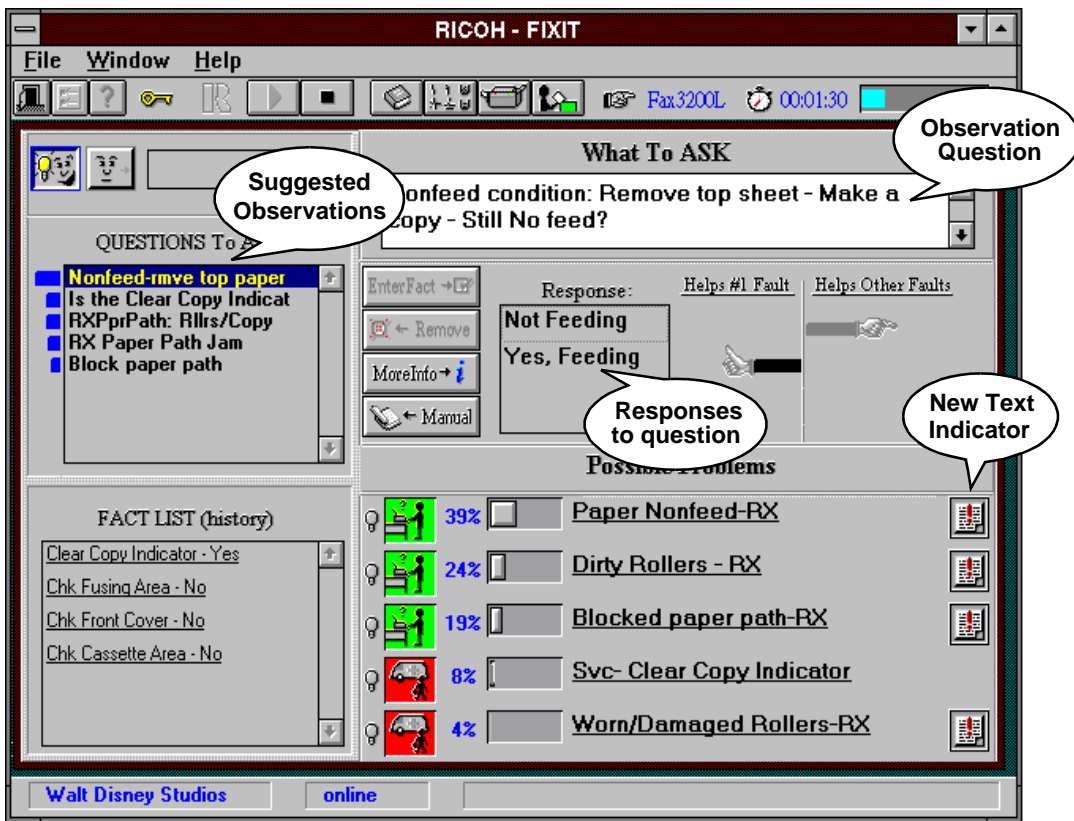 RICOH - FIXIT
File Window Help
Fax3200L 00:01:30
What To ASK
Observation
Question
Suggested
Observations
Nonfeed condition: Remove top sheet - Make a
Copy - Still No feed?
QUESTIONS To A
Nonfeed-rmve top paper
Is the Clear Copy Indicat
RXPprPath: Rllrs/Copy
RX Paper Path Jam
Block paper path
EnterFact
Remove
MoreInfo
Manual
Response:
Not Feeding
Yes, Feeding
Helps #1 Fault
Helps Other Faults
Responses
to question
New Text
Indicator
Possible Problems
39% Paper Nonfeed-RX
24% Dirty Rollers - RX
19% Blocked paper path-RX
8% Svc- Clear Copy Indicator
4% Worn/Damaged Rollers-RX
FACT LIST (history)
Clear Copy Indicator - Yes
Chk Fusing Area - No
Chk Front Cover - No
Chk Cassette Area - No
Walt Disney Studios
online